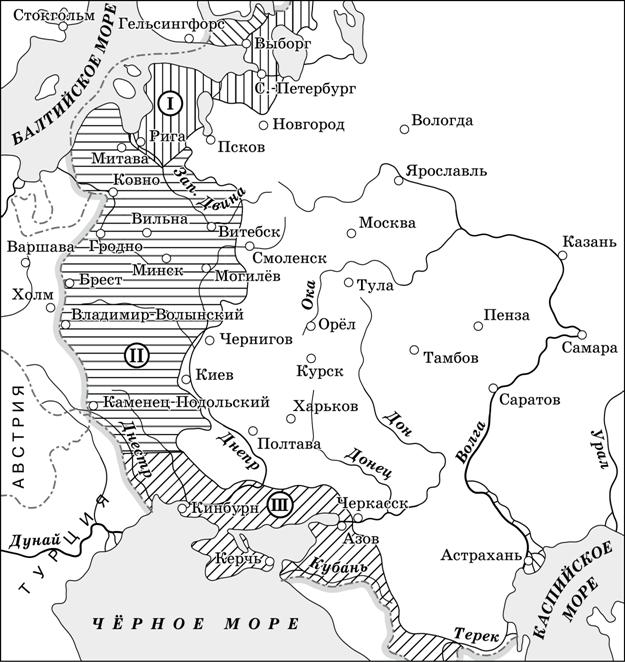 Стокгольм
Гельсингфорс
Выборг
С.-Петербург
БАЛТИЙСКОЕ МОРЕ
I
Новгород
Вологда
Рига
Псков
Митава
Зап. Двина
Ярославль
Ковно
Вильна
Витебск
Москва
Варшава
Гродно
Смоленск
Казань
Минск
Могилёв
Брест
Тула
Холм
Ока
Владимир-Волынский
Орёл
Пенза
Чернигов
Самара
II
Тамбов
Курск
Киев
Саратов
АВСТРИЯ
Каменец-Подольский
Харьков
Дон
Днестр
Днепр
Полтава
Волга
Урал
Донец
ТУРЦИЯ
Кинбурн
III
Черкасск
Дунай
Азов
Астрахань
Керчь
Кубань
КАСПИЙСКОЕ
МОРЕ
ЧЁРНОЕ МОРЕ
Терек